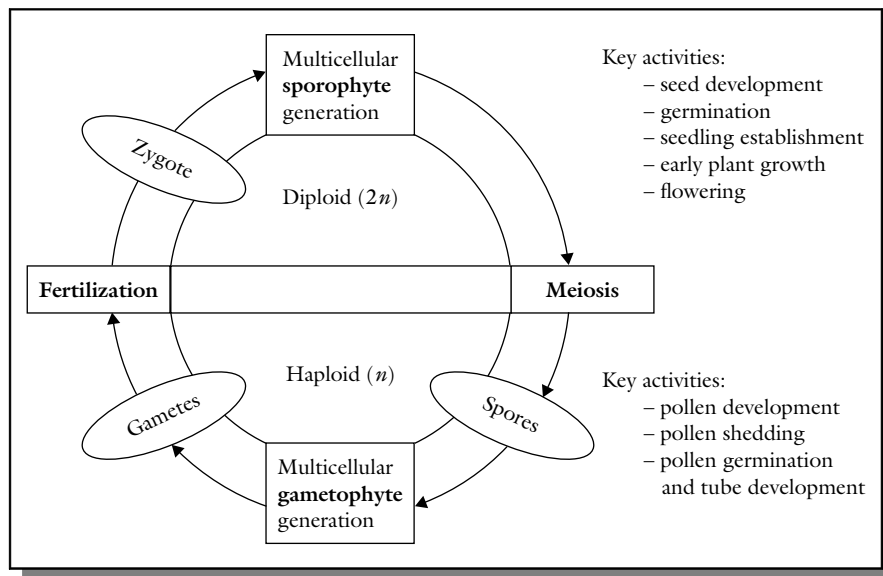 Multicellular
sporophyte
generation
Key activities:
– seed development
– germination
– seedling establishment
– early plant growth
– flowering
Zygote
Diploid (2n)
Fertilization
Meiosis
Haploid (n)
Gametes
Spores
Multicellular
gametophyte
generation
Key activities:
– pollen development
– pollen shedding
– pollen germination
and tube development